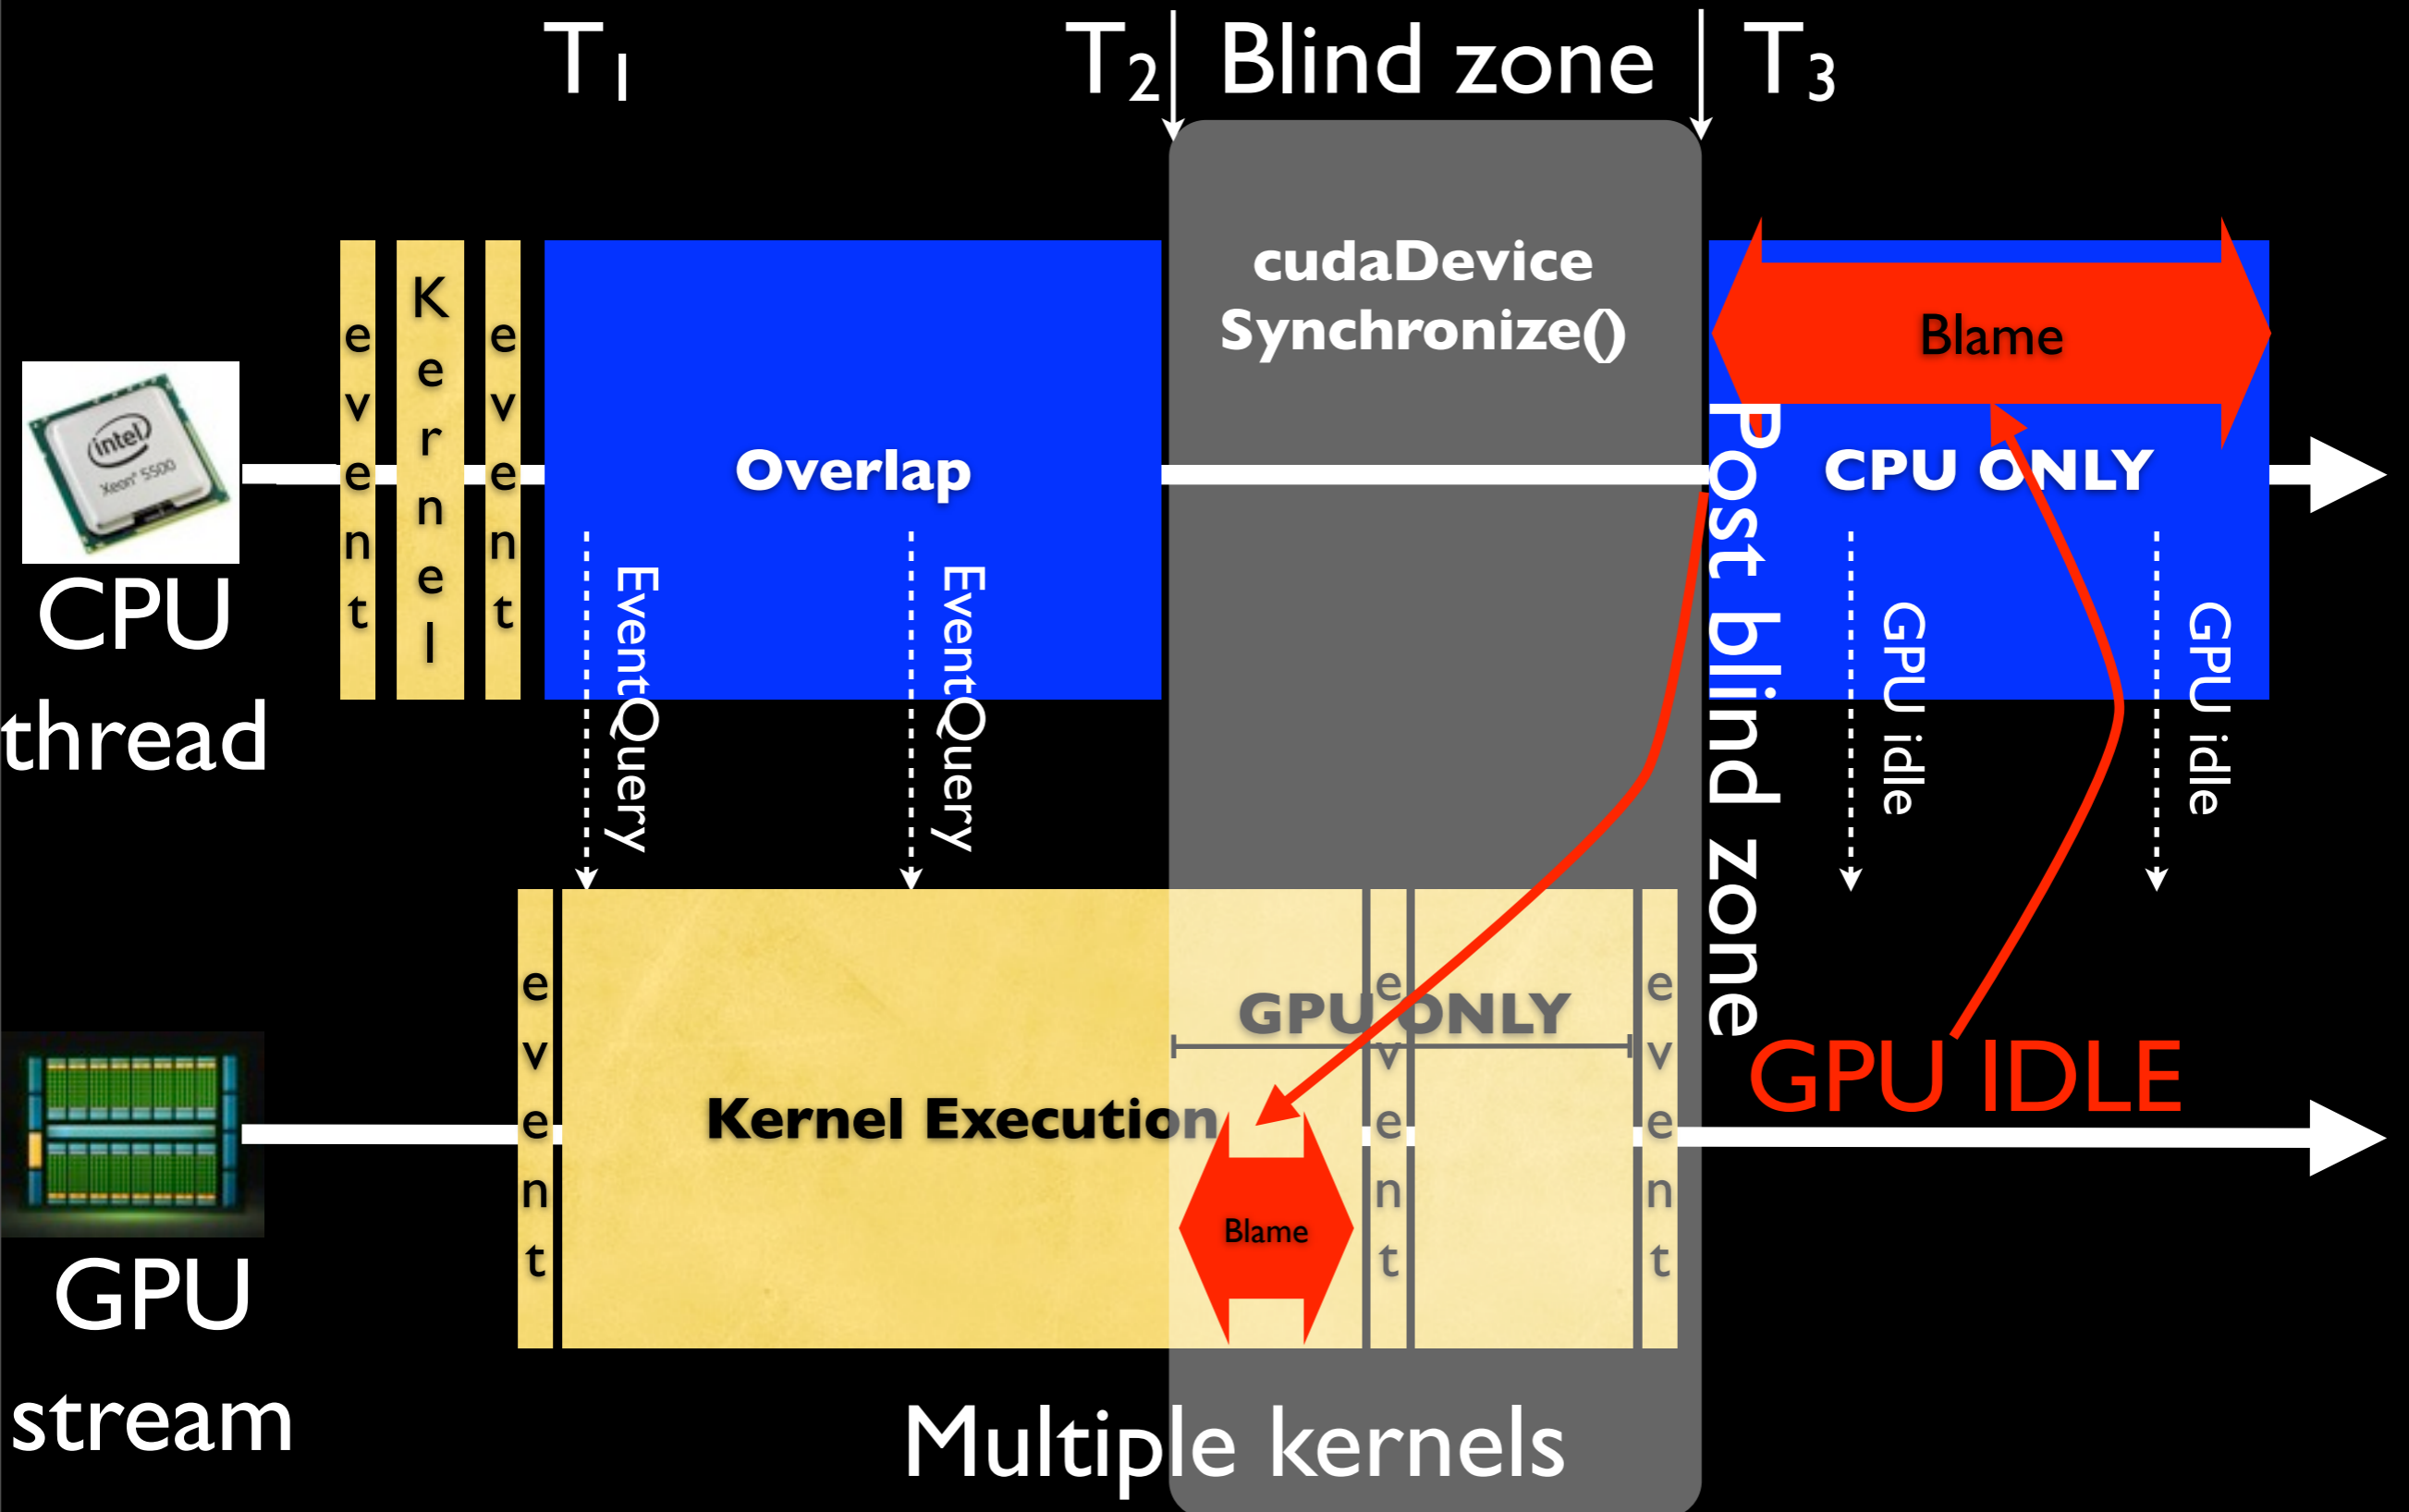 T1
T2
Blind zone
T3
event
Kernel
event
Overlap
cudaDevice
Synchronize()
Blame
CPU ONLY
Post blind zone
intel
Xeon® 5500
CPU
thread
EventQuery
EventQuery
GPU idle
GPU idle
event
Kernel Execution
GPU ONLY
Blame
event
event
GPU IDLE
GPU
stream
Multiple kernels